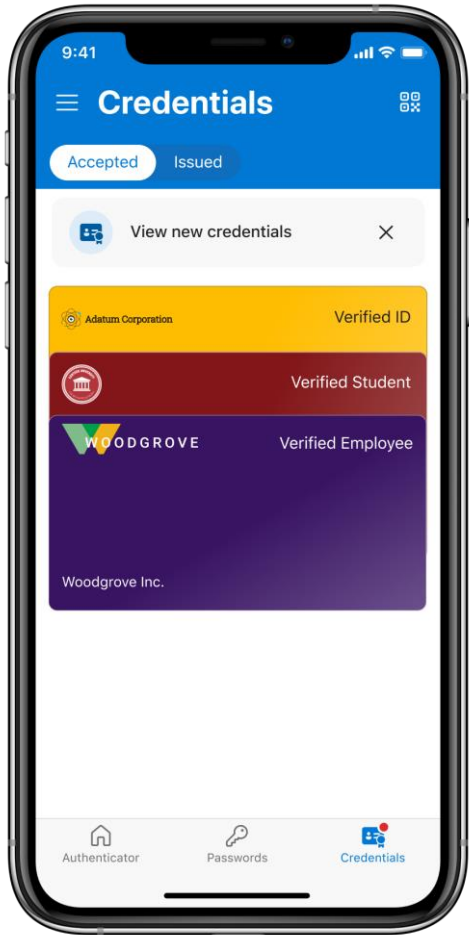 9:41
Credentials
Accepted Issued
View new credentials
Adatum Corporation Verified ID
Verified Student
WOODGROVE Verified Employee
Woodgrove Inc.
Authenticator Passwords Credentials